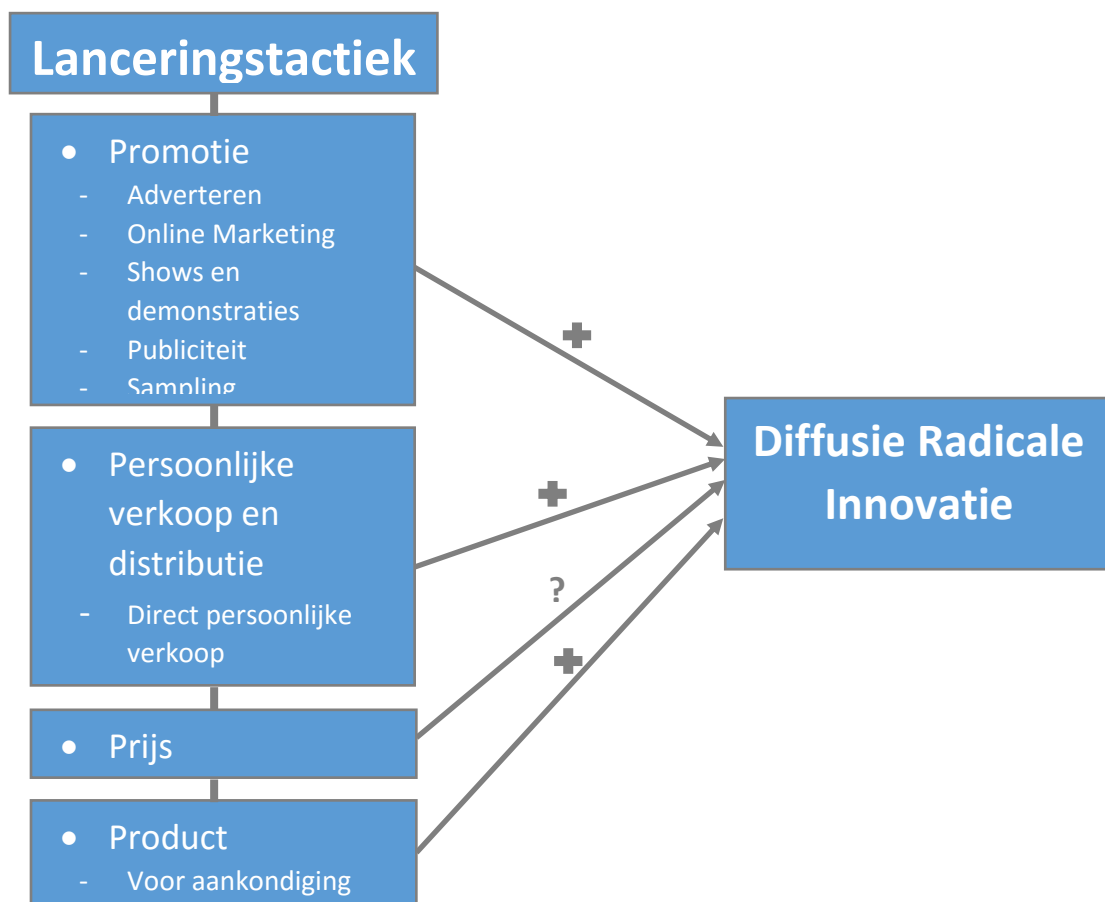 Lanceringstactiek
• Promotie
- Adverteren
- Online Marketing
- Shows en
demonstraties
- Publiciteit
- Sampling
• Persoonlijke
verkoop en
distributie
- Direct persoonlijke
verkoop
• Prijs
• Product
- Voor aankondiging
+
+
?
+
Diffusie Radicale
Innovatie